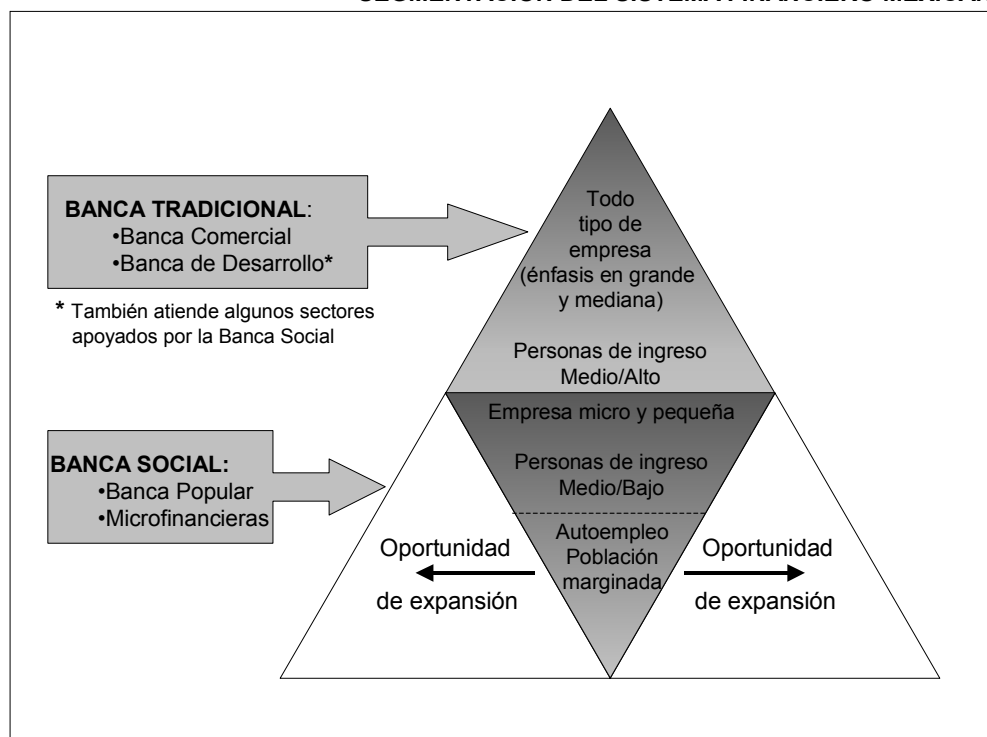 BANCA TRADICIONAL:
•Banca Comercial
•Banca de Desarrollo*
* También atiende algunos sectores
apoyados por la Banca Social
Todo
tipo de
empresa
(énfasis en grande
y mediana)
Personas de ingreso
Medio/Alto
BANCA SOCIAL:
•Banca Popular
•Microfinancieras
Empresa micro y pequeña
Personas de ingreso
Medio/Bajo
Autoempleo
Población
marginada
Oportunidad
de expansión
Oportunidad
de expansión